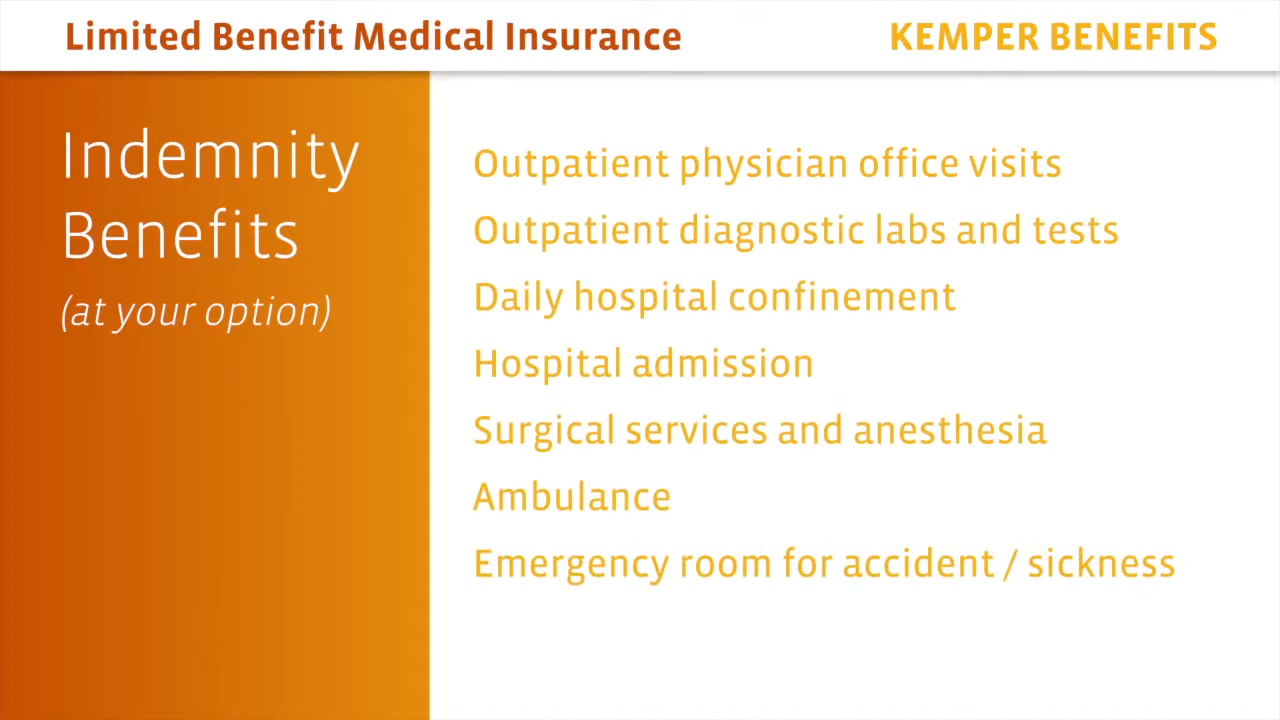 Limited Benefit Medical Insurance
KEMPER BENEFITS
Indemnity
Benefits
(at your option)
Outpatient physician office visits
Outpatient diagnostic labs and tests
Daily hospital confinement
Hospital admission
Surgical services and anesthesia
Ambulance
Emergency room for accident / sickness